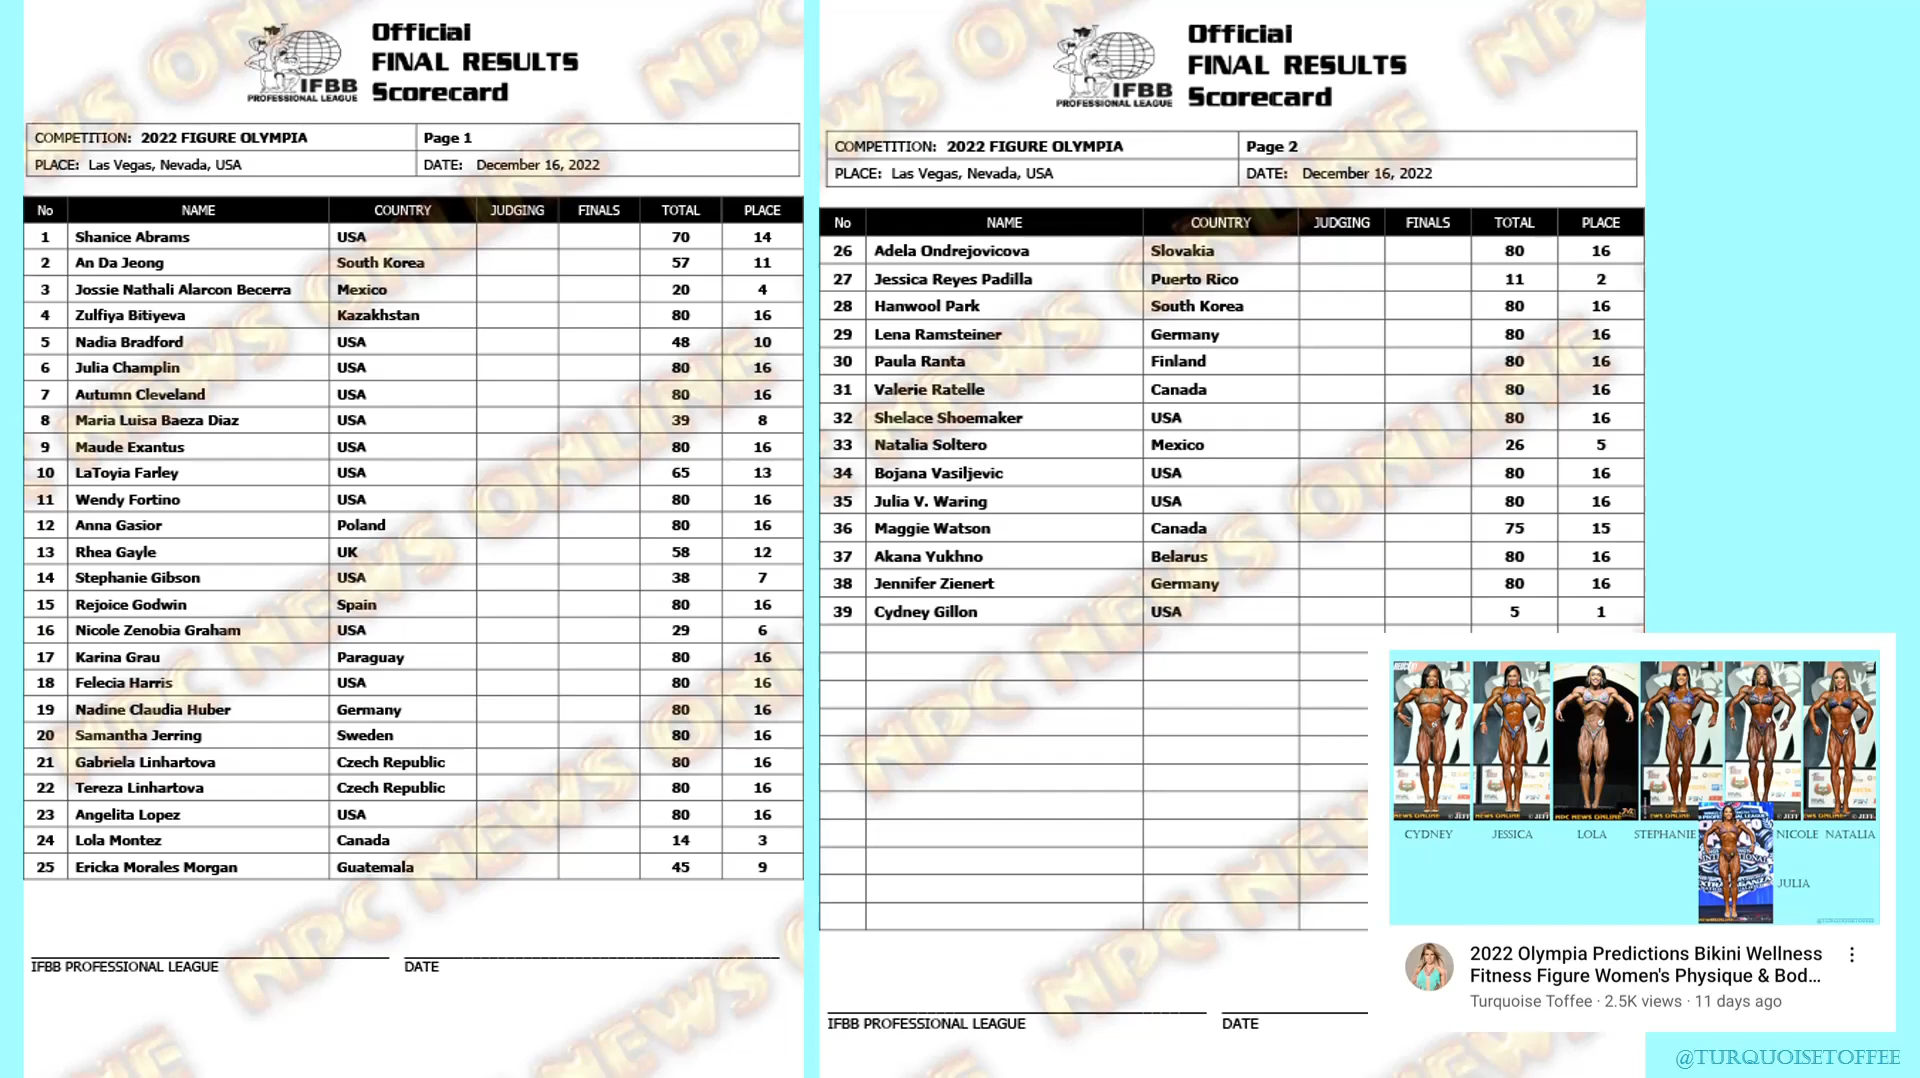 Official
FINAL RESULTS
Scorecard
IFBB
PROFESSIONAL LEAGUE
COMPETITION: 2022 FIGURE OLYMPIA Page 1
PLACE: Las Vegas, Nevada, USA DATE: December 16, 2022
No NAME COUNTRY JUDGING FINALS TOTAL PLACE
1 Shanice Abrams USA 70 14
2 An Da Jeong South Korea 57 11
3 Jossie Nathali Alarcon Becerra Mexico 20 4
4 Zulfiya Bitiyeva Kazakhstan 80 16
5 Nadia Bradford USA 48 10
6 Julia Champlin USA 80 16
7 Autumn Cleveland USA 80 16
8 Maria Luisa Baeza Diaz USA 39 8
9 Maude Exantus USA 80 16
10 LaToyia Farley USA 65 13
11 Wendy Fortino USA 80 16
12 Anna Gasior Poland 80 16
13 Rhea Gayle UK 58 12
14 Stephanie Gibson USA 38 7
15 Rejoice Godwin Spain 80 16
16 Nicole Zenobia Graham USA 29 6
17 Karina Grau Paraguay 80 16
18 Felecia Harris USA 80 16
19 Nadine Claudia Huber Germany 80 16
20 Samantha Jerring Sweden 80 16
21 Gabriela Linhartova Czech Republic 80 16
22 Tereza Linhartova Czech Republic 80 16
23 Angelita Lopez USA 80 16
24 Lola Montez Canada 14 3
25 Ericka Morales Morgan Guatemala 45 9
IFBB PROFESSIONAL LEAGUE DATE
NPC NEWS ONLINE
Official
FINAL RESULTS
Scorecard
IFBB
PROFESSIONAL LEAGUE
COMPETITION: 2022 FIGURE OLYMPIA Page 2
PLACE: Las Vegas, Nevada, USA DATE: December 16, 2022
No NAME COUNTRY JUDGING FINALS TOTAL PLACE
26 Adela Ondrejovicova Slovakia 80 16
27 Jessica Reyes Padilla Puerto Rico 11 2
28 Hanwool Park South Korea 80 16
29 Lena Ramsteiner Germany 80 16
30 Paula Ranta Finland 80 16
31 Valerie Ratelle Canada 80 16
32 Shelace Shoemaker USA 80 16
33 Natalia Soltero Mexico 26 5
34 Bojana Vasiljevic USA 80 16
35 Julia V. Waring USA 80 16
36 Maggie Watson Canada 75 15
37 Akana Yukhno Belarus 80 16
38 Jennifer Zienert Germany 80 16
39 Cydney Gillon USA 5 1
IFBB PROFESSIONAL LEAGUE DATE
NPC NEWS ONLINE
CYDNEY JESSICA LOLA STEPHANIE NICOLE NATALIA
JULIA
@TURQUOISETOFFEE
2022 Olympia Predictions Bikini Wellness
Fitness Figure Women's Physique & Bod...
Turquoise Toffee · 2.5K views · 11 days ago
@TURQUOISETOFFEE